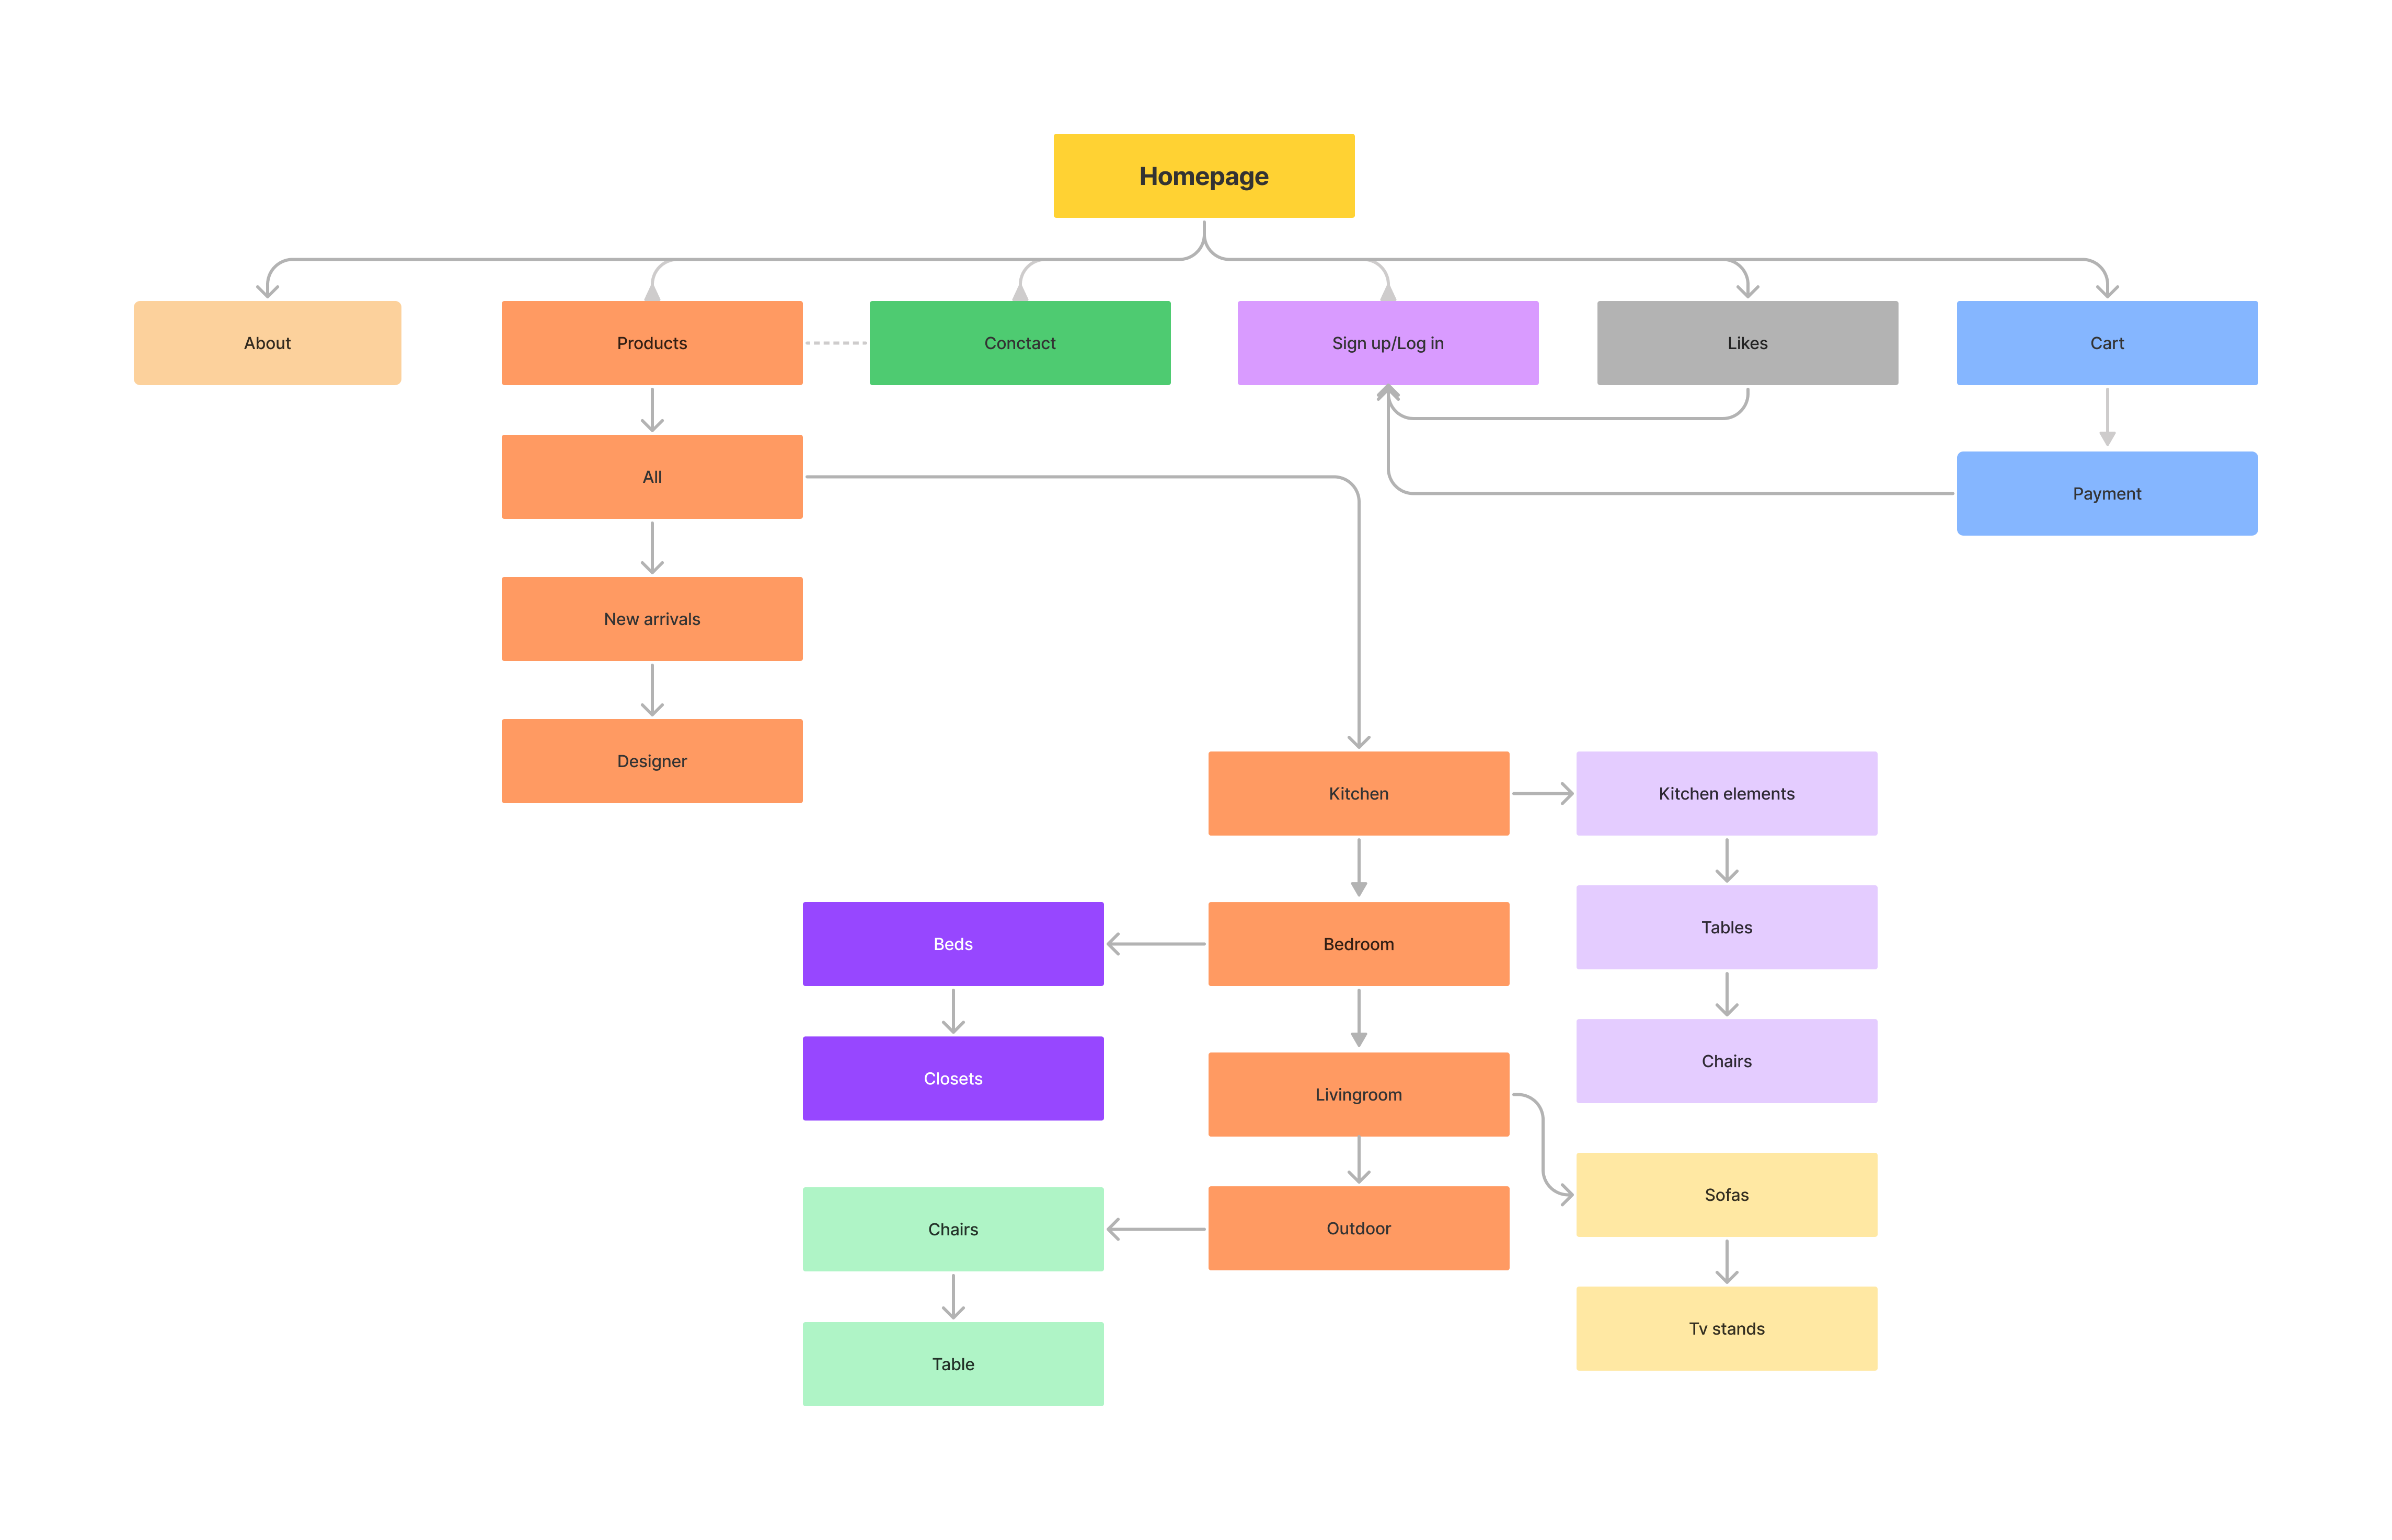 Homepage
About
Products
Conctact
Sign up/Log in
Likes
Cart
All
Payment
New arrivals
Designer
Kitchen
Kitchen elements
Tables
Beds
Bedroom
Chairs
Closets
Livingroom
Sofas
Chairs
Outdoor
Tv stands
Table